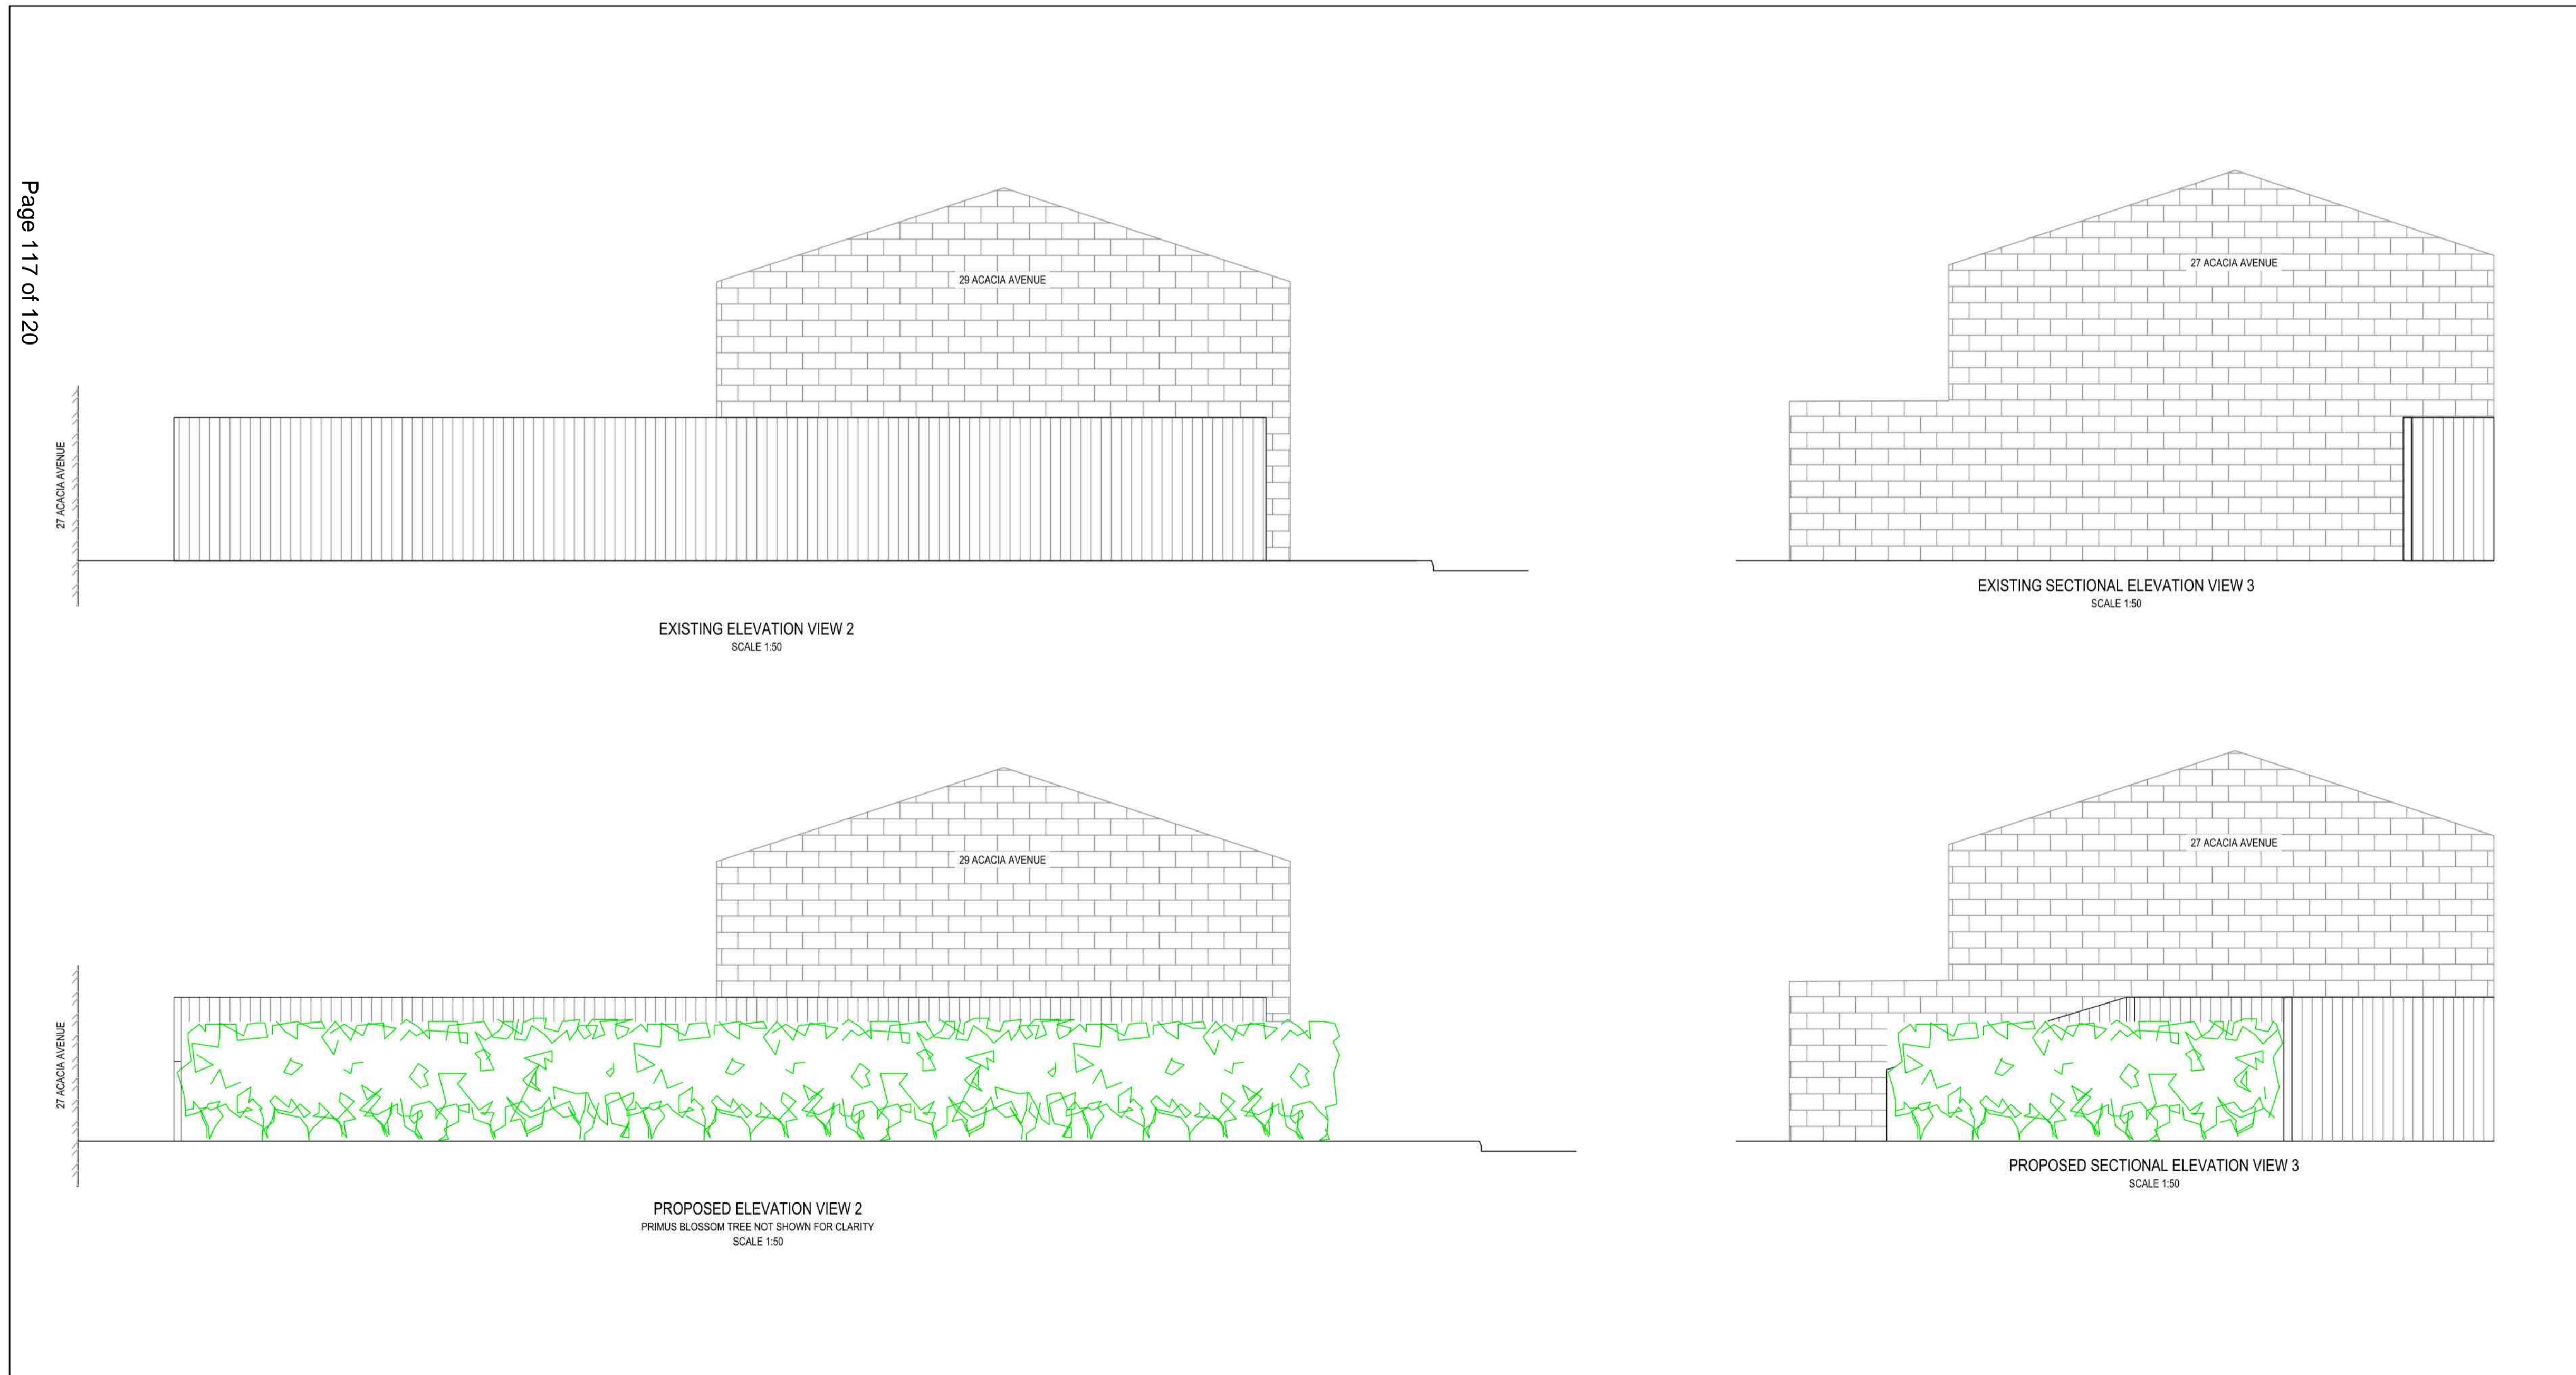 Page 117 of 120
29 ACACIA AVENUE
27 ACACIA AVENUE
27 ACACIA AVENUE
EXISTING SECTIONAL ELEVATION VIEW 3
SCALE 1:50
EXISTING ELEVATION VIEW 2
SCALE 1:50
29 ACACIA AVENUE
27 ACACIA AVENUE
27 ACACIA AVENUE
PROPOSED SECTIONAL ELEVATION VIEW 3
SCALE 1:50
PROPOSED ELEVATION VIEW 2
PRIMUS BLOSSOM TREE NOT SHOWN FOR CLARITY
SCALE 1:50